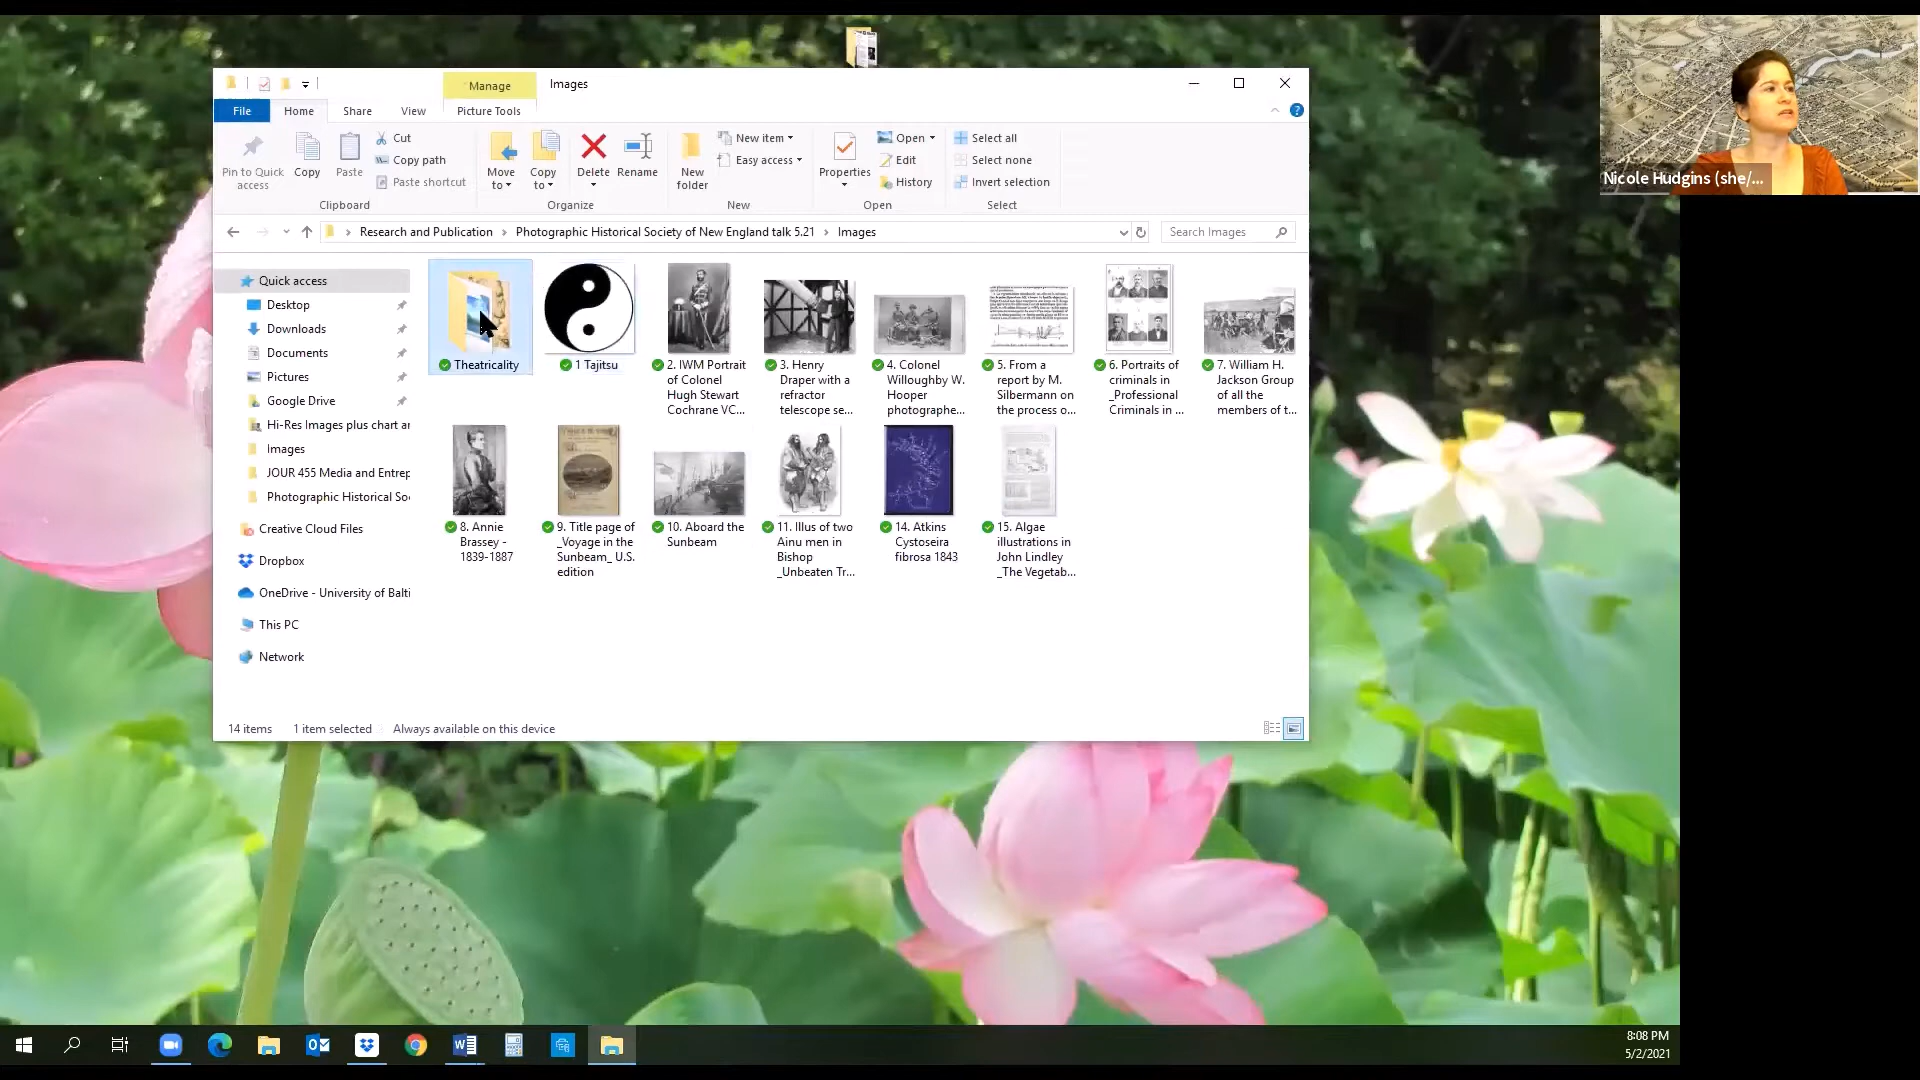 Manage
Images
File
Home
Share
View
Picture Tools
Pin to Quick access
Copy
Paste
Cut
Copy path
Paste shortcut
Clipboard
Move to
Copy to
Delete
Rename
Organize
New folder
New item
Easy access
New
Properties
Open
Edit
History
Open
Select all
Select none
Invert selection
Select
Research and Publication
Photographic Historical Society of New England talk 5.21
Images
Search Images
Quick access
Desktop
Downloads
Documents
Pictures
Google Drive
Hi-Res Images plus chart ar
Images
JOUR 455 Media and Entrep
Photographic Historical So
Creative Cloud Files
Dropbox
OneDrive - University of Balti
This PC
Network
Theatricality
1 Tajitsu
2. IWM Portrait
of Colonel
Hugh Stewart
Cochrane VC...
3. Henry
Draper with a
refractor
telescope se...
4. Colonel
Willoughby W.
Hooper
photographe...
5. From a
report by M.
Silbermann on
the process o...
6. Portraits of
criminals in
_Professional
Criminals in ...
7. William H.
Jackson Group
of all the
members of t...
8. Annie
Brassey -
1839-1887
9. Title page of
_Voyage in the
Sunbeam_ U.S.
edition
10. Aboard the
Sunbeam
11. Illus of two
Ainu men in
Bishop
_Unbeaten Tr...
14. Atkins
Cystoseira
fibrosa 1843
15. Algae
illustrations in
John Lindley
_The Vegetab...
14 items
1 item selected
Always available on this device
Nicole Hudgins (she/...
8:08 PM
5/2/2021